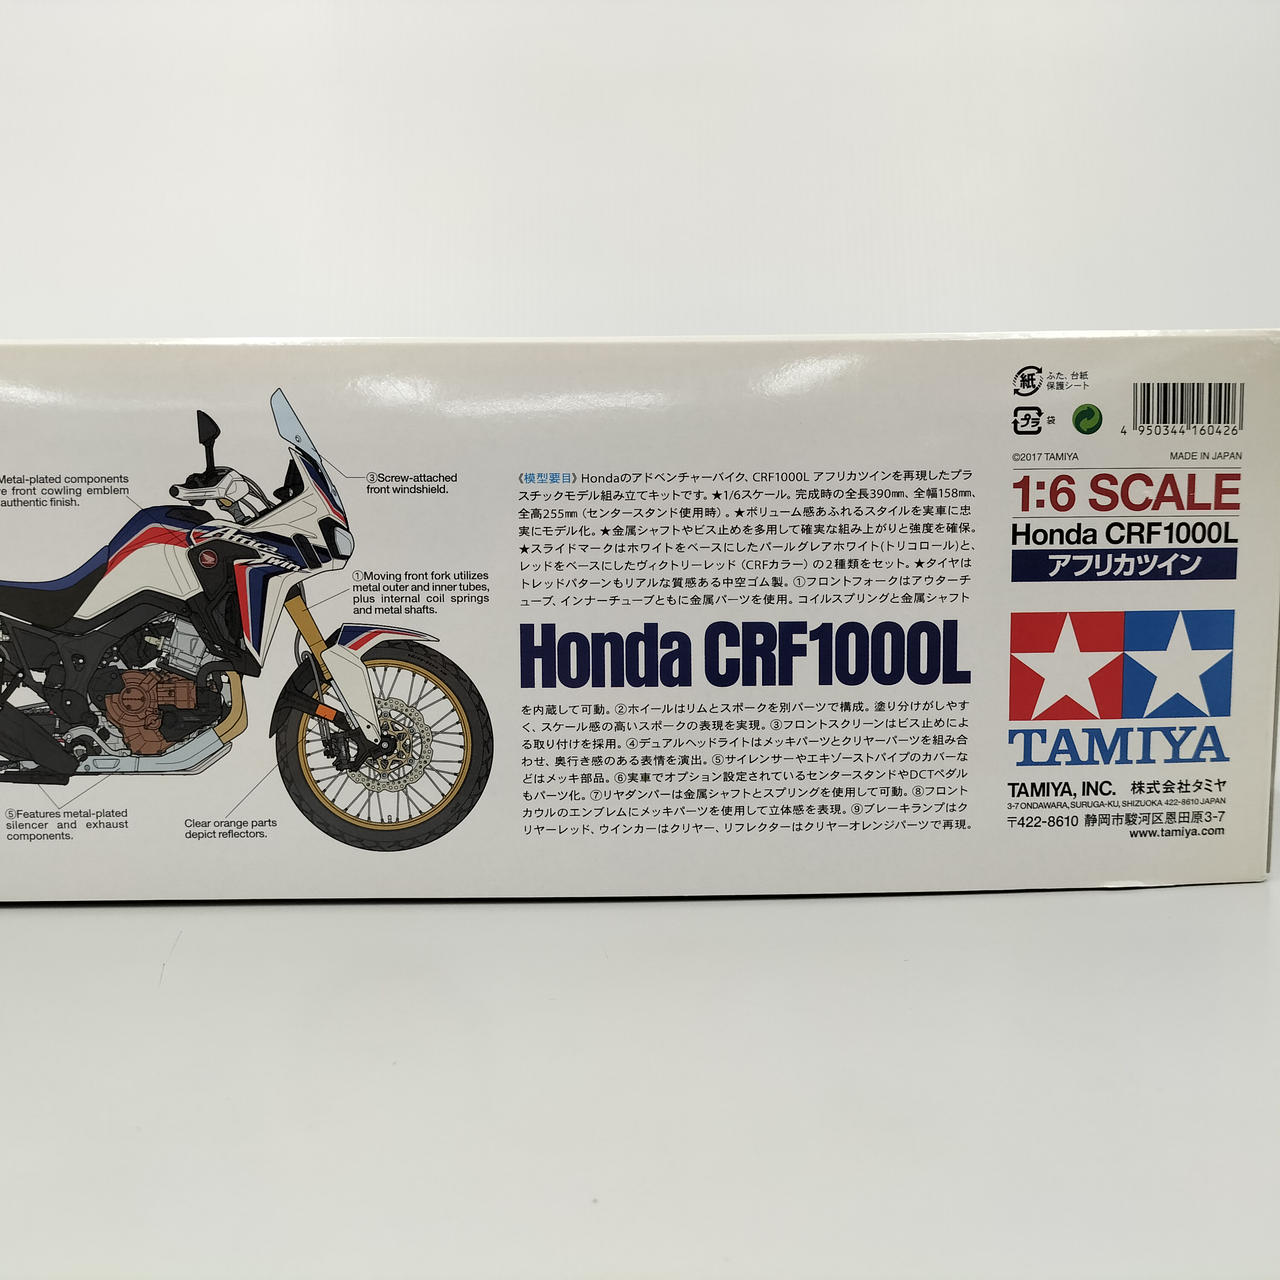 Metal-plated components
front cowling emblem
authentic finish.
③Screw-attached
front windshield.
①Moving front fork utilizes
metal outer and inner tubes,
plus internal coil springs
and metal shafts.
⑤Features metal-plated
silencer and exhaust
components.
Clear orange parts
depict reflectors.
《模型要目》Hondaのアドベンチャーバイク、CRF1000L アフリカツインを再現したプラ
スチックモデル組み立てキットです。★1/6スケール。完成時の全長390mm、全幅158mm、
全高255mm（センタースタンド使用時）。★ボリューム感あふれるスタイルを実車に忠
実にモデル化。★金属シャフトやビス止めを多用して確実な組み上がりと強度を確保。
★スライドマークはホワイトをベースにしたパールグレアホワイト(トリコロール)と、
レッドをベースにしたヴィクトリーレッド（CRFカラー）の2種類をセット。★タイヤは
トレッドパターンもリアルな質感ある中空ゴム製。①フロントフォークはアウターチ
ューブ、インナーチューブともに金属パーツを使用。コイルスプリングと金属シャフト
Honda CRF1000L
を内蔵して可動。②ホイールはリムとスポークを別パーツで構成。塗り分けがしやす
く、スケール感の高いスポークの表現を実現。③フロントスクリーンはビス止めによ
る取り付けを採用。④デュアルヘッドライトはメッキパーツとクリヤーパーツを組み合
わせ、奥行き感のある表情を演出。⑤サイレンサーやエキゾーストパイプのカバーな
どはメッキ部品。⑥実車でオプション設定されているセンタースタンドやDCTペダル
もパーツ化。⑦リヤダンパーは金属シャフトとスプリングを使用して可動。⑧フロント
カウルのエンブレムにメッキパーツを使用して立体感を表現。⑨ブレーキランプはク
リヤーレッド、ウインカーはクリヤー、リフレクターはクリヤーオレンジパーツで再現。
紙 ふた、台紙
保護シート
プラ 袋
4 950344 160426
©2017 TAMIYA MADE IN JAPAN
1:6 SCALE
Honda CRF1000L
アフリカツイン
TAMIYA
TAMIYA, INC. 株式会社タミヤ
3-7 ONDAWARA, SURUGA-KU, SHIZUOKA 422-8610 JAPAN
〒422-8610 静岡市駿河区恩田原3-7
www.tamiya.com